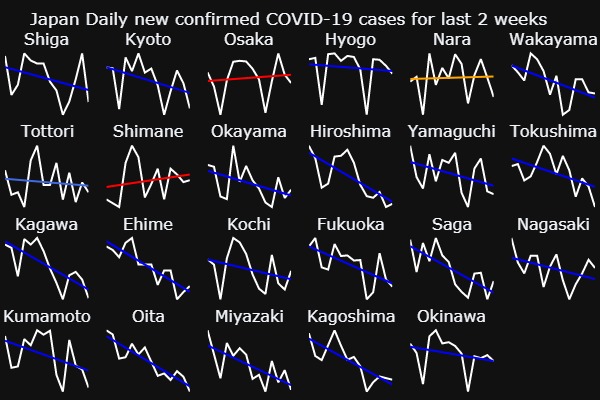 Japan Daily new confirmed COVID-19 cases for last 2 weeks
Shiga Kyoto Osaka Hyogo Nara Wakayama
Tottori Shimane Okayama Hiroshima Yamaguchi Tokushima
Kagawa Ehime Kochi Fukuoka Saga Nagasaki
Kumamoto Oita Miyazaki Kagoshima Okinawa